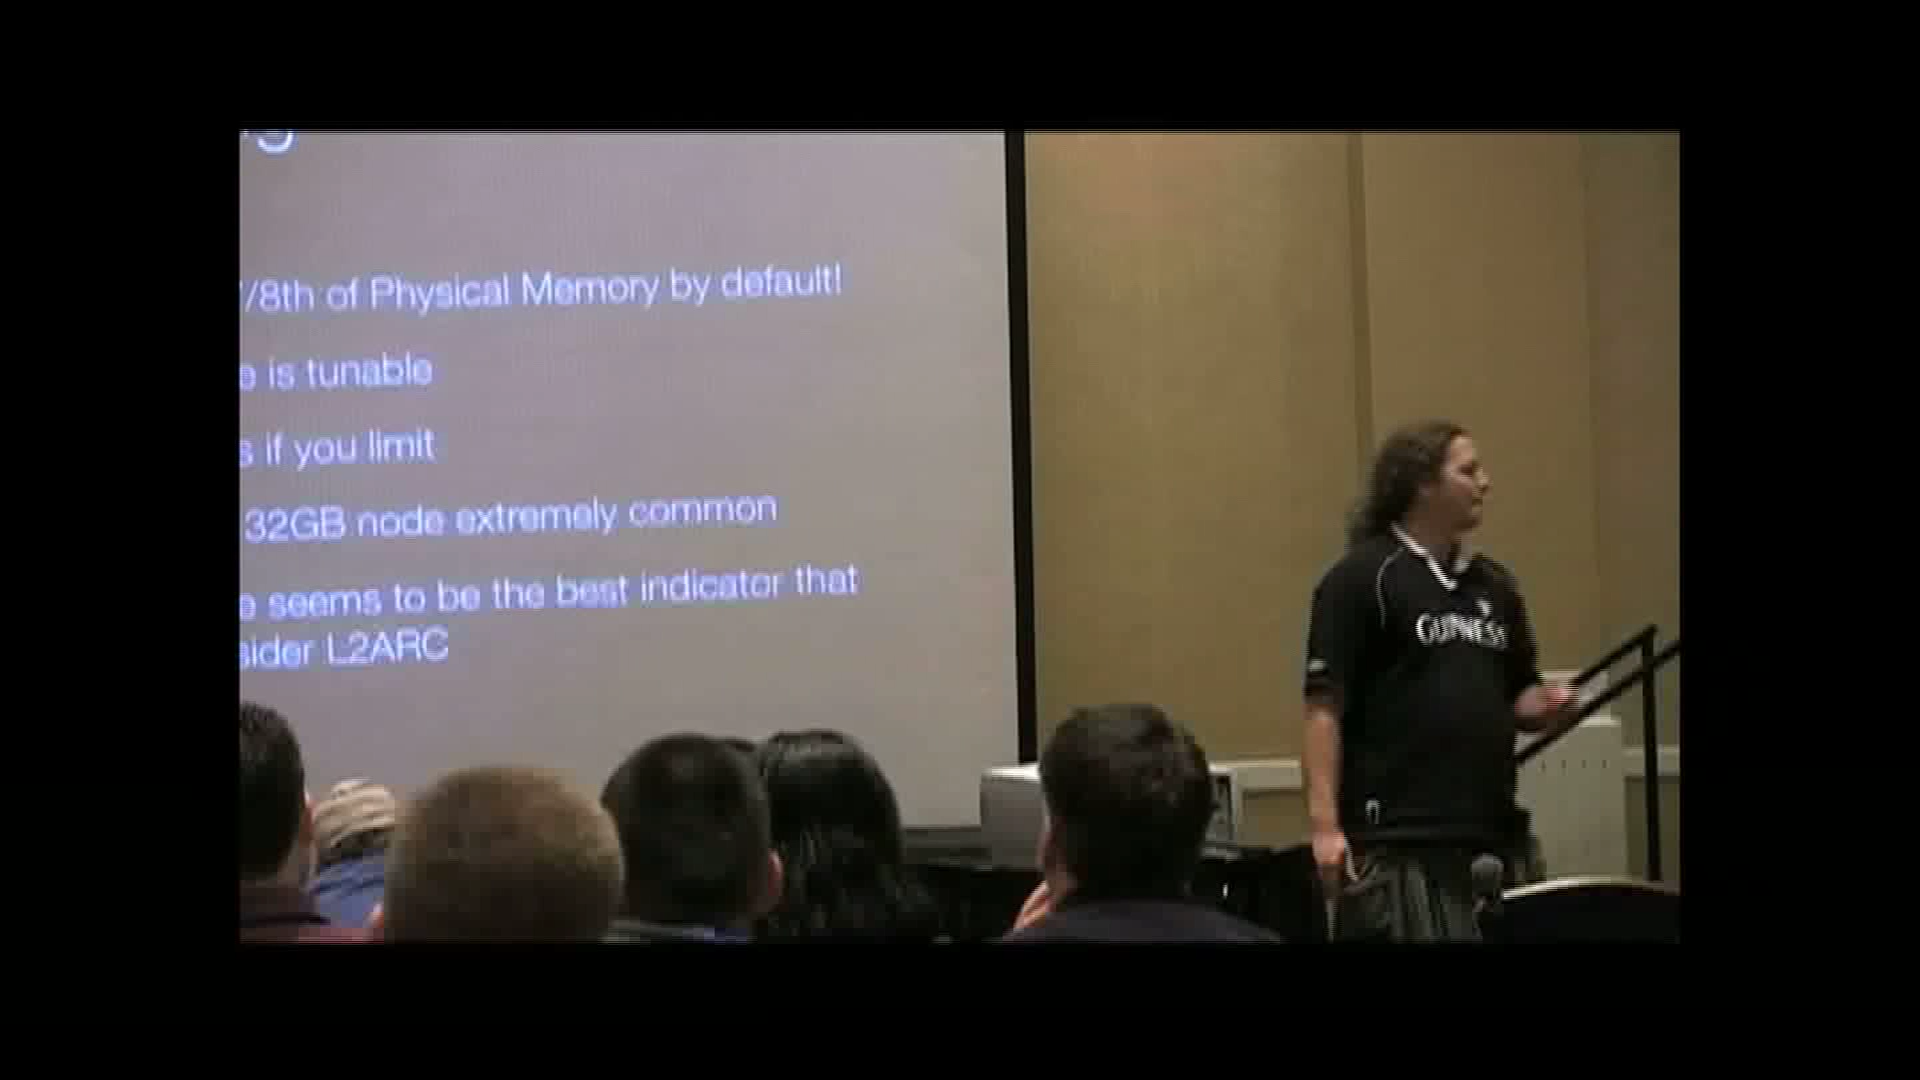 /8th of Physical Memory by default!
e is tunable
s if you limit
32GB node extremely common
e seems to be the best indicator that
sider L2ARC
GUINNESS